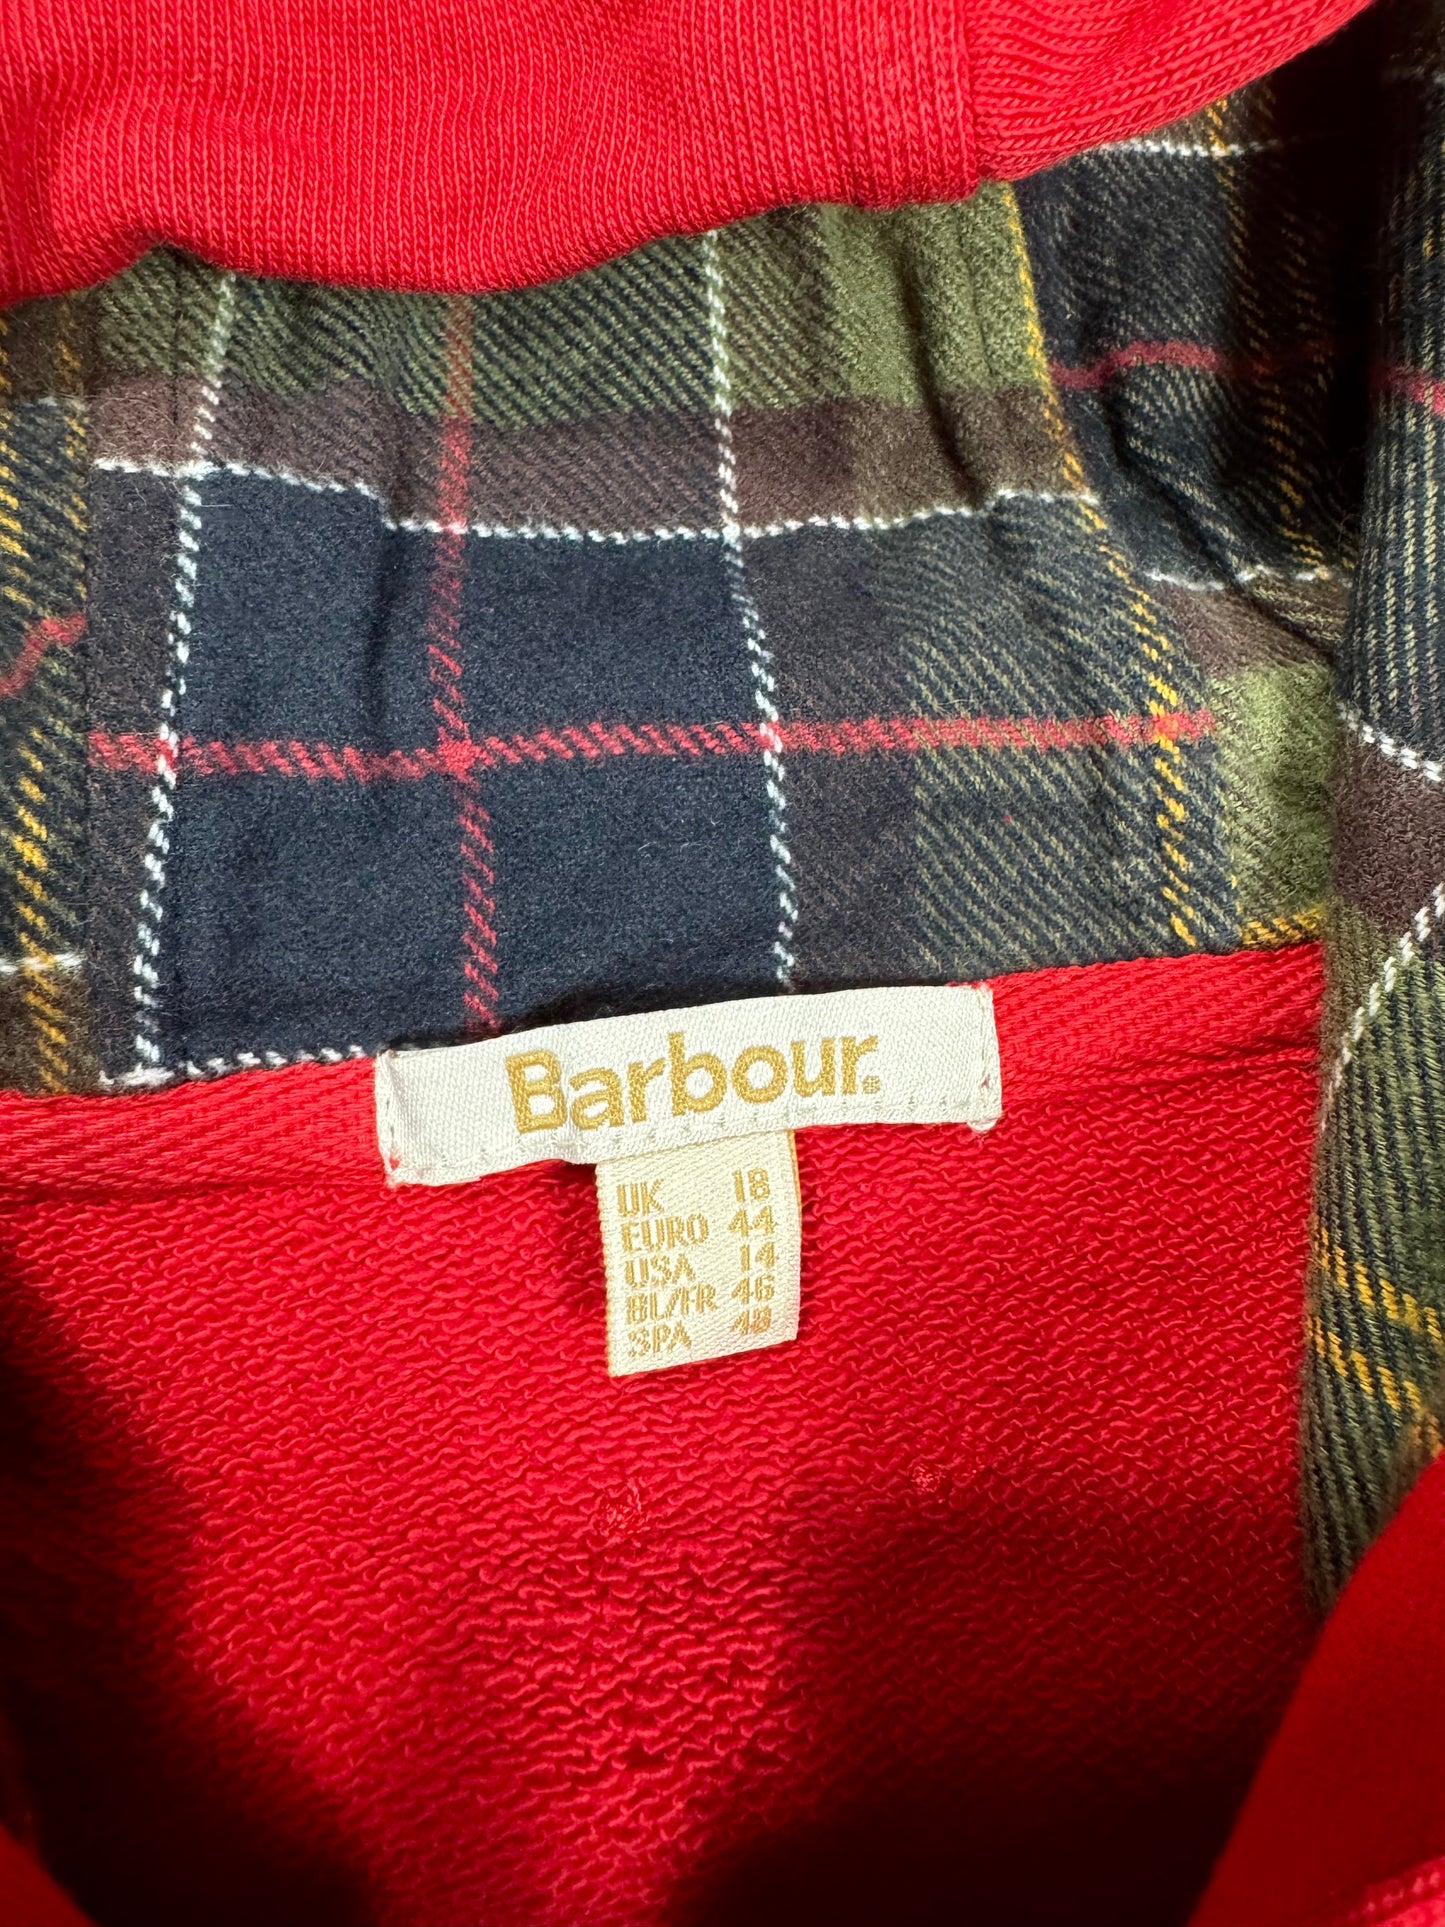 Barbour
UK 18
EURO 44
USA 14
BL/FR 46
SPA 48